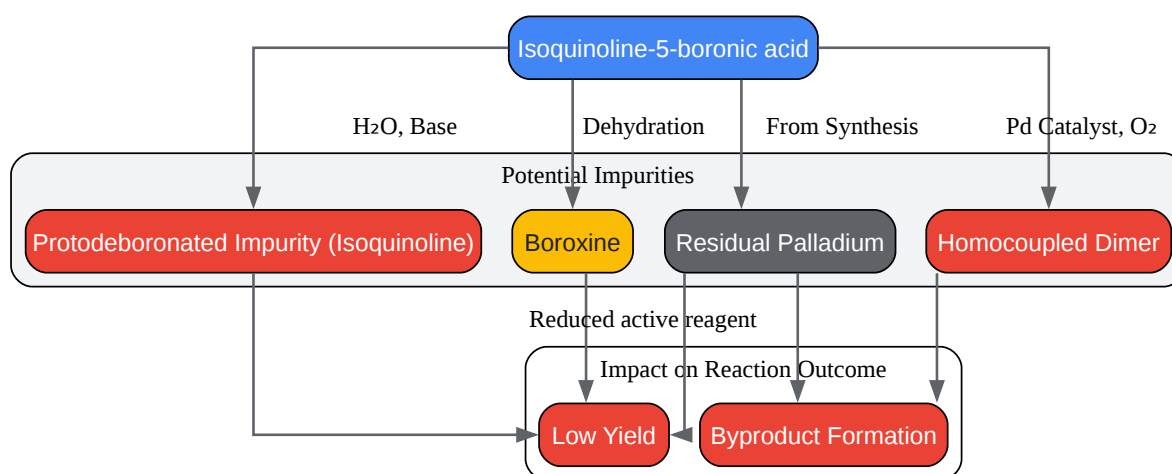 Isoquinoline-5-boronic acid
H₂O, Base
Dehydration
From Synthesis
Pd Catalyst, O₂
Potential Impurities
Protodeboronated Impurity (Isoquinoline)
Boroxine
Residual Palladium
Homocoupled Dimer
Reduced active reagent
Impact on Reaction Outcome
Low Yield
Byproduct Formation